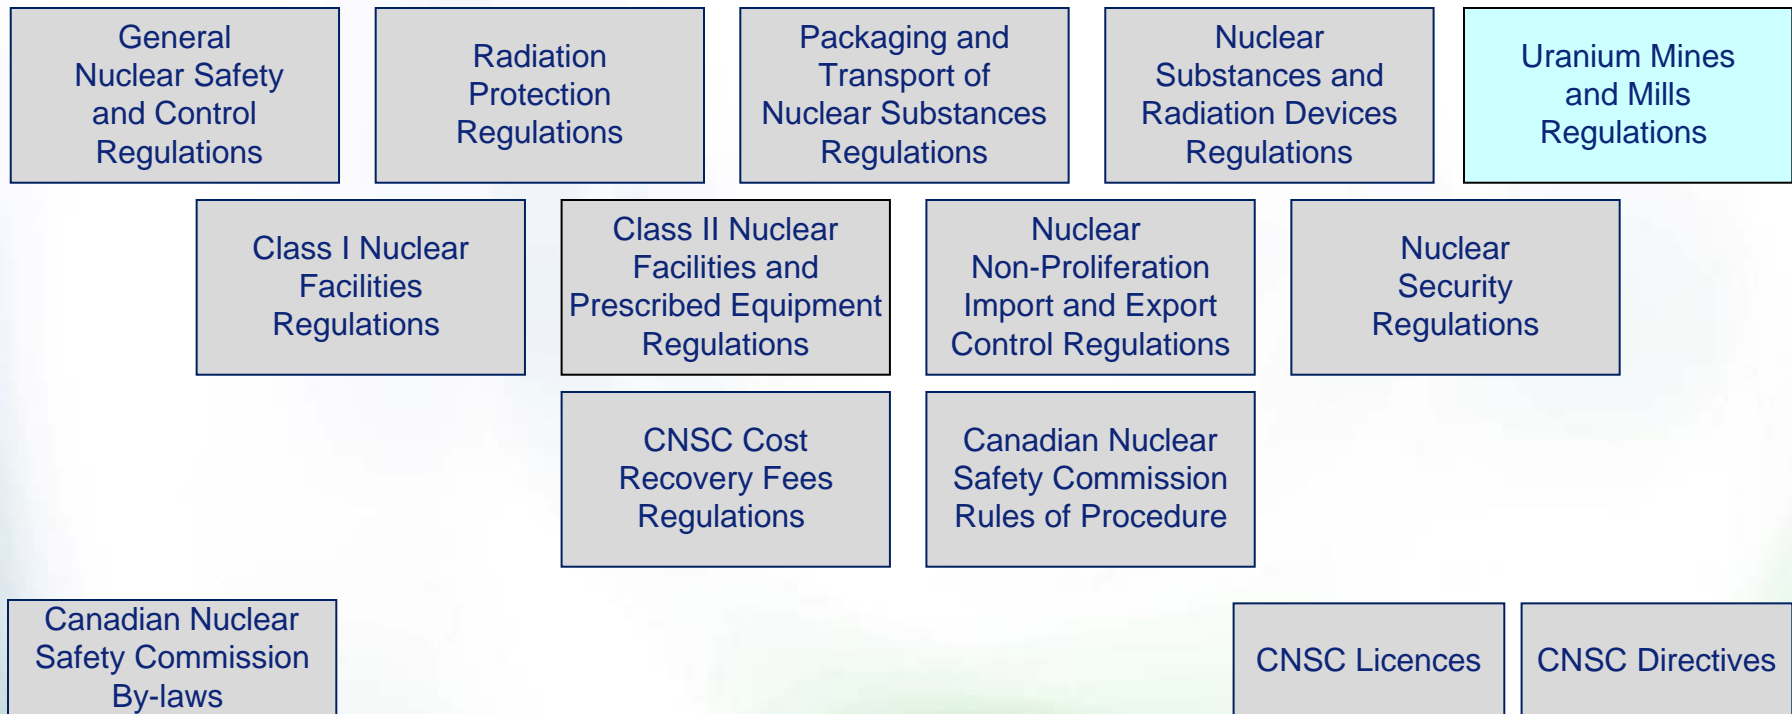 General
Nuclear Safety
and Control
Regulations
Radiation
Protection
Regulations
Packaging and
Transport of
Nuclear Substances
Regulations
Nuclear
Substances and
Radiation Devices
Regulations
Uranium Mines
and Mills
Regulations
Class I Nuclear
Facilities
Regulations
Class II Nuclear
Facilities and
Prescribed Equipment
Regulations
Nuclear
Non-Proliferation
Import and Export
Control Regulations
Nuclear
Security
Regulations
CNSC Cost
Recovery Fees
Regulations
Canadian Nuclear
Safety Commission
Rules of Procedure
Canadian Nuclear
Safety Commission
By-laws
CNSC Licences
CNSC Directives